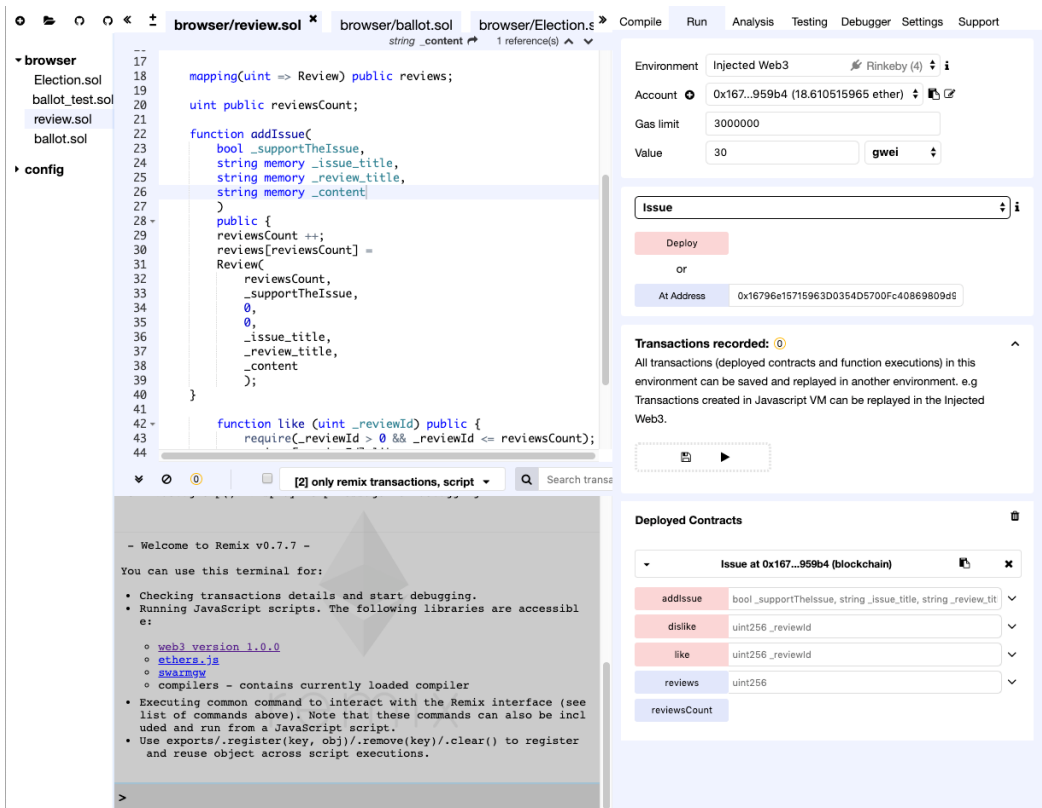 browser/review.sol ×
browser/ballot.sol
browser/Election.s
string _content
1 reference(s)
browser
Election.sol
ballot_test.sol
review.sol
ballot.sol
config
17
18 mapping(uint => Review) public reviews;
19
20 uint public reviewsCount;
21
22 function addIssue(
23 bool _supportTheIssue,
24 string memory _issue_title,
25 string memory _review_title,
26 string memory _content
27 )
28 public {
29 reviewsCount ++;
30 reviews[reviewsCount] =
31 Review(
32 reviewsCount,
33 _supportTheIssue,
34 0,
35 0,
36 _issue_title,
37 _review_title,
38 _content
39 );
40 }
41
42 function like (uint _reviewId) public {
43 require(_reviewId > 0 && _reviewId <= reviewsCount);
44
0
[2] only remix transactions, script
Search transa
- Welcome to Remix v0.7.7 -
You can use this terminal for:
• Checking transactions details and start debugging.
• Running JavaScript scripts. The following libraries are accessibl
e:
web3 version 1.0.0
ethers.js
swarmgw
compilers - contains currently loaded compiler
• Executing common command to interact with the Remix interface (see
list of commands above). Note that these commands can also be incl
uded and run from a JavaScript script.
• Use exports/.register(key, obj)/.remove(key)/.clear() to register
and reuse object across script executions.
remix
>
Compile Run Analysis Testing Debugger Settings Support
Environment Injected Web3 Rinkeby (4) i
Account 0x167...959b4 (18.610515965 ether)
Gas limit 3000000
Value 30 gwei
Issue i
Deploy
or
At Address 0x16796e15715963D0354D5700Fc40869809d9
Transactions recorded: 0
All transactions (deployed contracts and function executions) in this
environment can be saved and replayed in another environment. e.g
Transactions created in Javascript VM can be replayed in the Injected
Web3.
Deployed Contracts
Issue at 0x167...959b4 (blockchain)
addIssue bool _supportTheIssue, string _issue_title, string _review_tit
dislike uint256 _reviewId
like uint256 _reviewId
reviews uint256
reviewsCount